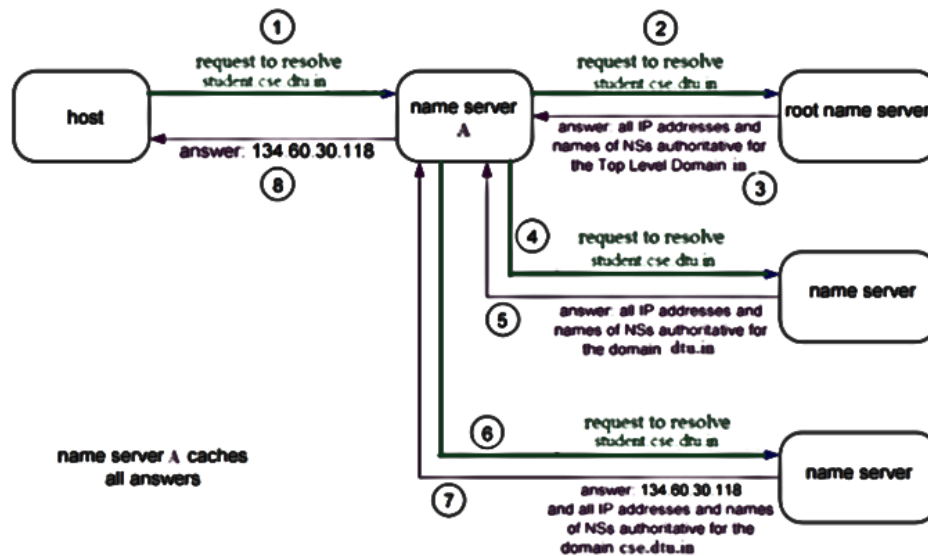 1
request to resolve
student cse dtu in
2
request to resolve
student cse dtu in
host
name server
A
root name server
answer: 134.60.30.118
8
answer: all IP addresses and
names of NSs authoritative for
the Top Level Domain in
3
4
request to resolve
student cse dtu in
name server
5
answer: all IP addresses and
names of NSs authoritative for
the domain dtu.in
6
request to resolve
student cse dtu in
name server A caches
all answers
name server
7
answer: 134.60.30.118
and all IP addresses and names
of NSs authoritative for the
domain cse.dtu.in